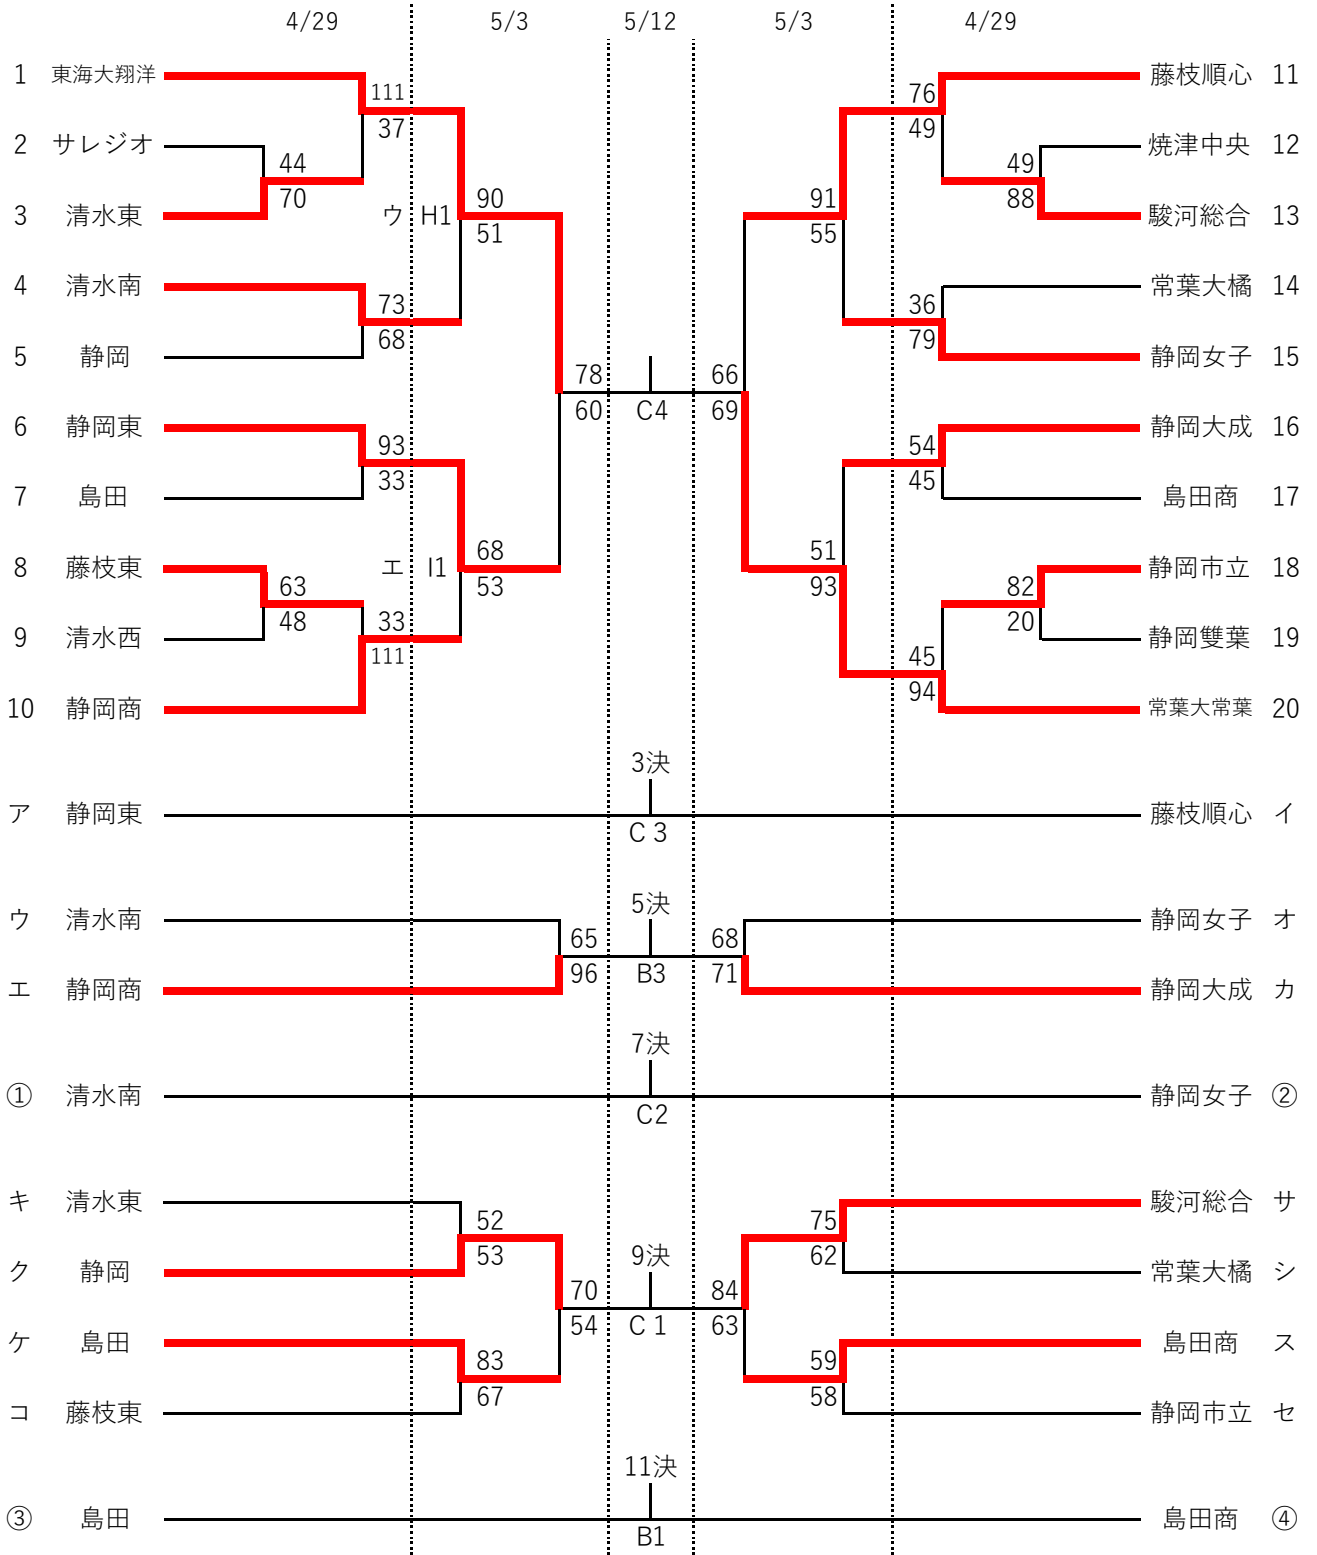 4/29 5/3 5/12 5/3 4/29
1 東海大翔洋 藤枝順心 11
111 76
37 49
2 サレジオ 焼津中央 12
44 49
70 88
3 清水東 ウ H1 90 91 駿河総合 13
51 55
4 清水南 常葉大橘 14
73 36
68 79
5 静岡 静岡女子 15
78 66
60 C4 69
6 静岡東 静岡大成 16
93 54
33 45
7 島田 島田商 17
68 51
8 藤枝東 エ I1 静岡市立 18
63 53 93 82
48 20
33
9 清水西 静岡雙葉 19
111 45
94
10 静岡商 常葉大常葉 20
3決
ア 静岡東 藤枝順心 イ
C 3
5決
ウ 清水南 静岡女子 オ
65 68
96 B3 71
エ 静岡商 静岡大成 カ
7決
① 清水南 静岡女子 ②
C2
キ 清水東 駿河総合 サ
52 75
53 9決 62
ク 静岡 常葉大橘 シ
70 84
54 C 1 63
ケ 島田 島田商 ス
83 59
67 58
コ 藤枝東 静岡市立 セ
11決
③ 島田 島田商 ④
B1